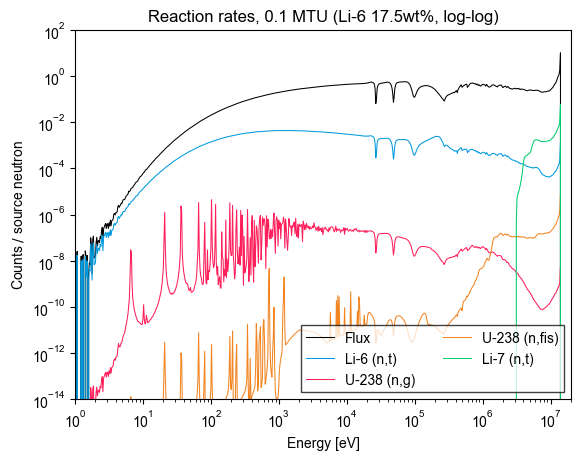 Reaction rates, 0.1 MTU (Li-6 17.5wt%, log-log)
Counts / source neutron
10^2
10^0
10^−2
10^−4
10^−6
10^−8
10^−10
10^−12
10^−14
Flux
Li-6 (n,t)
U-238 (n,g)
U-238 (n,fis)
Li-7 (n,t)
10^0 10^1 10^2 10^3 10^4 10^5 10^6 10^7
Energy [eV]